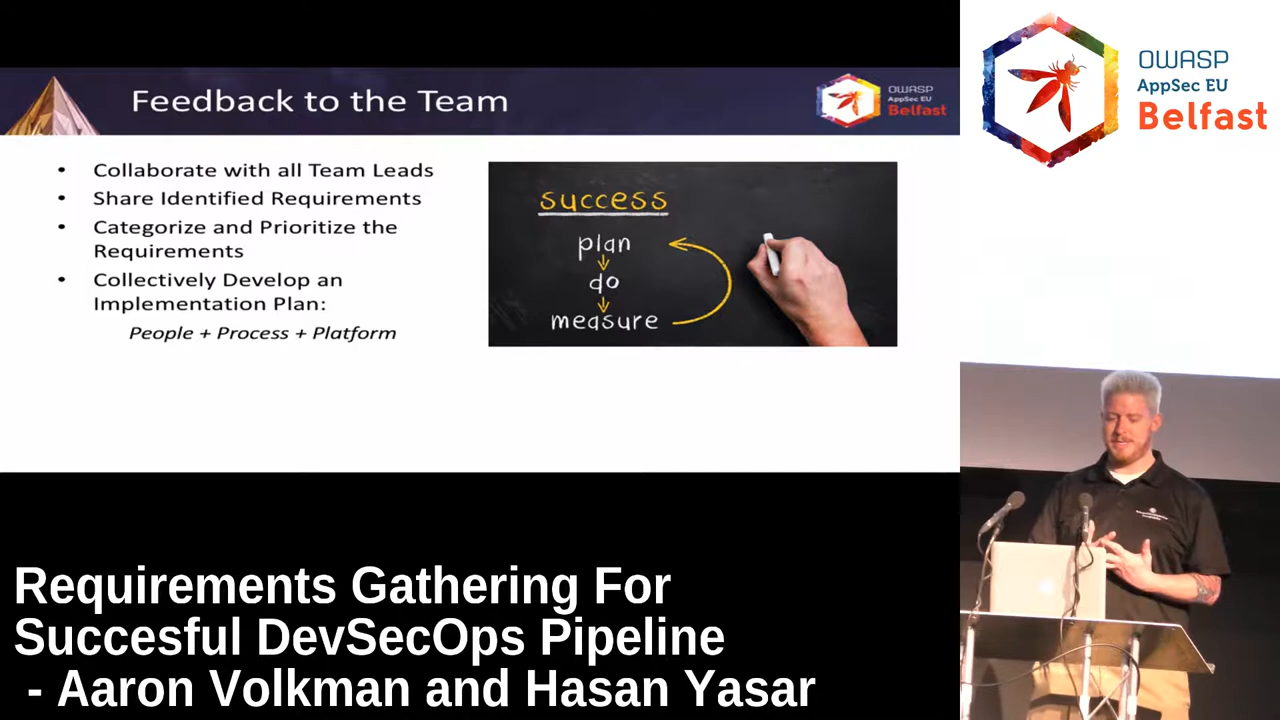 Feedback to the Team
OWASP
AppSec EU
Belfast
• Collaborate with all Team Leads
• Share Identified Requirements
• Categorize and Prioritize the
Requirements
• Collectively Develop an
Implementation Plan:
People + Process + Platform
success
plan
do
measure
OWASP
AppSec EU
Belfast
Requirements Gathering For
Succesful DevSecOps Pipeline
- Aaron Volkman and Hasan Yasar